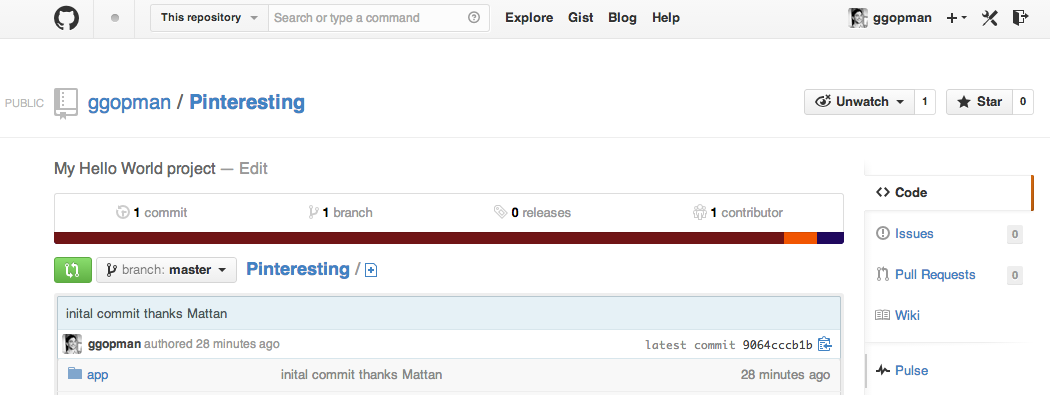 This repository Search or type a command Explore Gist Blog Help ggopman
PUBLIC ggopman / Pinteresting Unwatch 1 Star 0
My Hello World project — Edit
1 commit 1 branch 0 releases 1 contributor
branch: master Pinteresting /
inital commit thanks Mattan
ggopman authored 28 minutes ago latest commit 9064cccb1b
app inital commit thanks Mattan 28 minutes ago
Code
Issues 0
Pull Requests 0
Wiki
Pulse